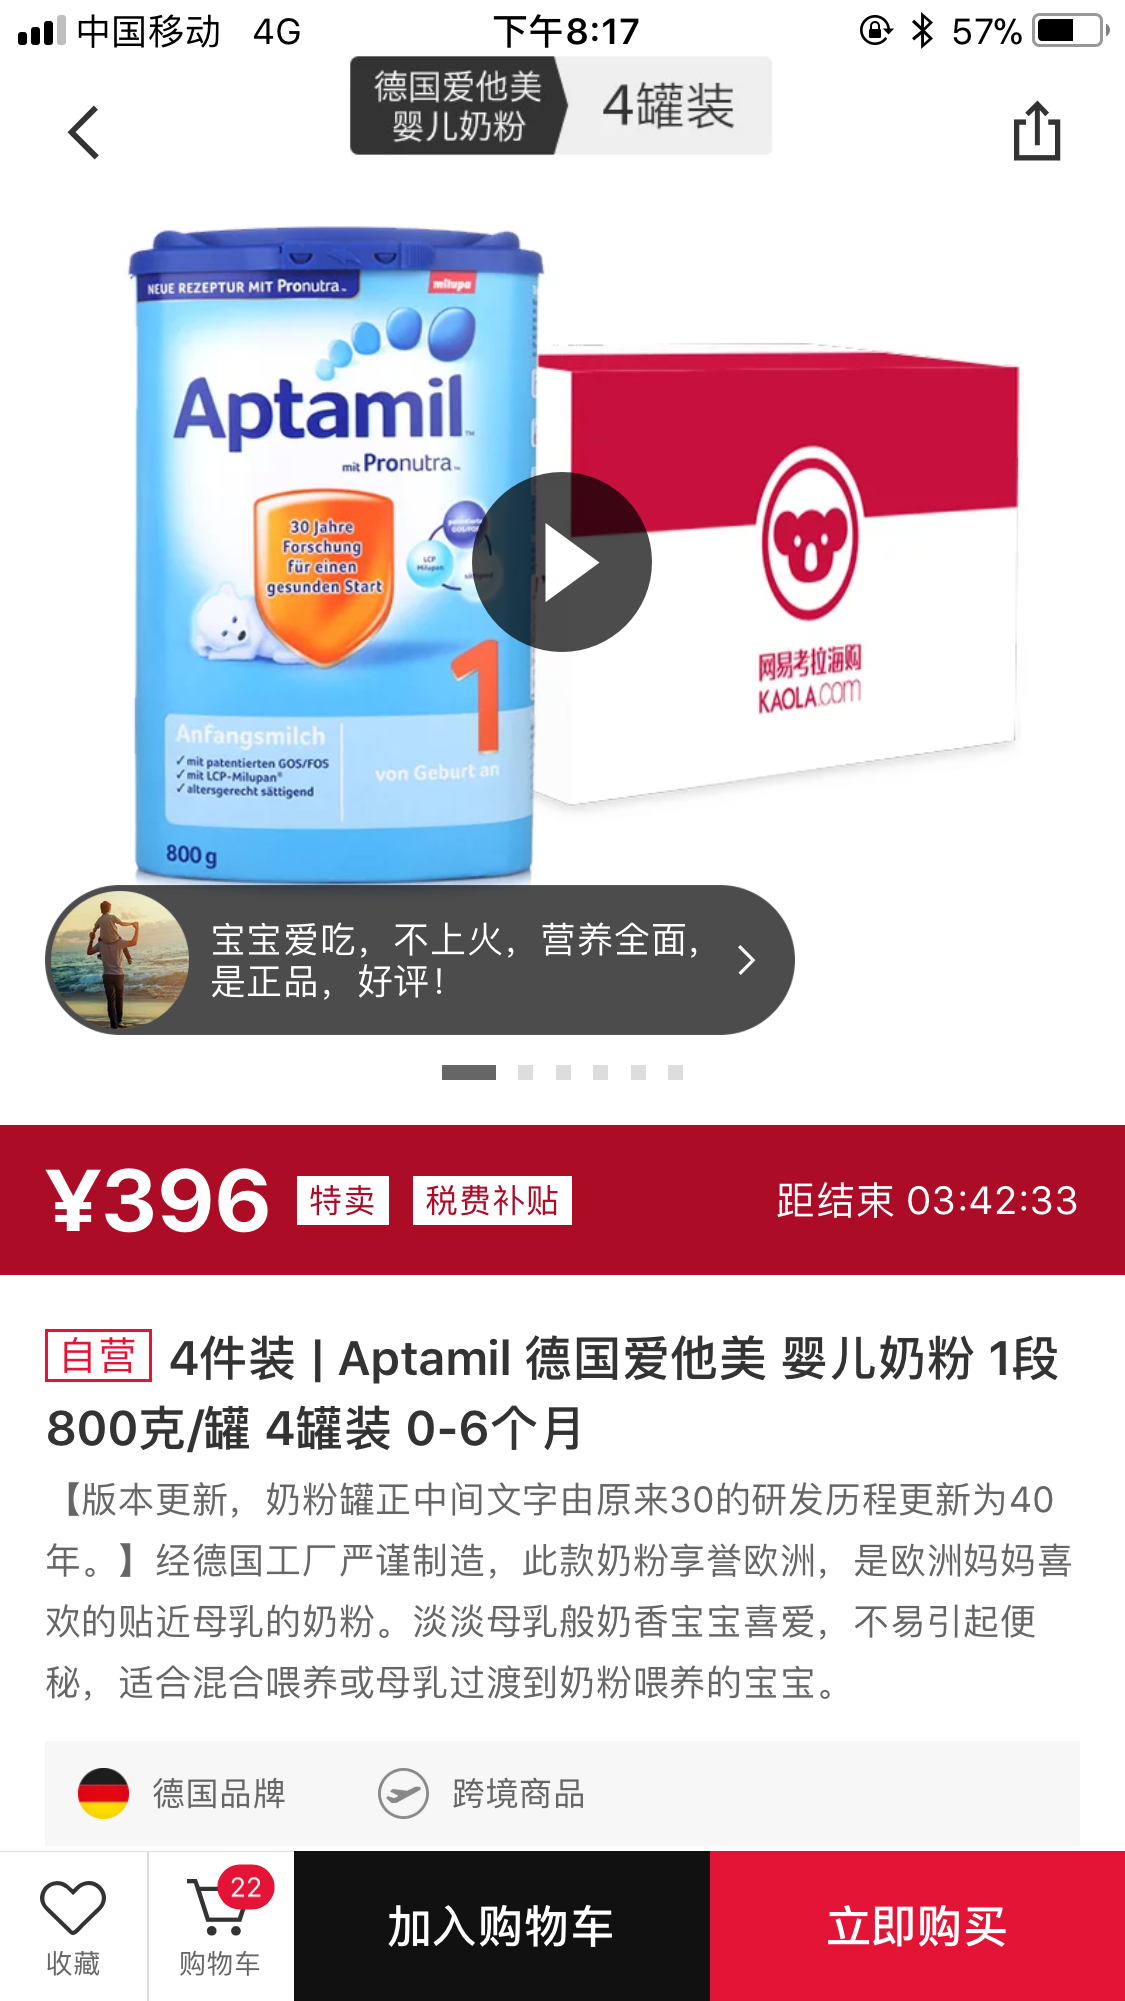 中国移动 4G 下午8:17 57%
德国爱他美
婴儿奶粉
4罐装
NEUE REZEPTUR MIT Pronutra™
milupa
Aptamil™
mit Pronutra™
30 Jahre
Forschung
für einen
gesunden Start
LCP
Milupan
1
Anfangsmilch
✓mit patentierten GOS/FOS
✓mit LCP-Milupan®
✓altersgerecht sättigend
von Geburt an
800 g
网易考拉海购
KAOLA.com
宝宝爱吃，不上火，营养全面，
是正品，好评！
¥396 特卖 税费补贴 距结束 03:42:33
自营 4件装 | Aptamil 德国爱他美 婴儿奶粉 1段
800克/罐 4罐装 0-6个月
【版本更新，奶粉罐正中间文字由原来30的研发历程更新为40
年。】经德国工厂严谨制造，此款奶粉享誉欧洲，是欧洲妈妈喜
欢的贴近母乳的奶粉。淡淡母乳般奶香宝宝喜爱，不易引起便
秘，适合混合喂养或母乳过渡到奶粉喂养的宝宝。
德国品牌 跨境商品
22
收藏 购物车 加入购物车 立即购买